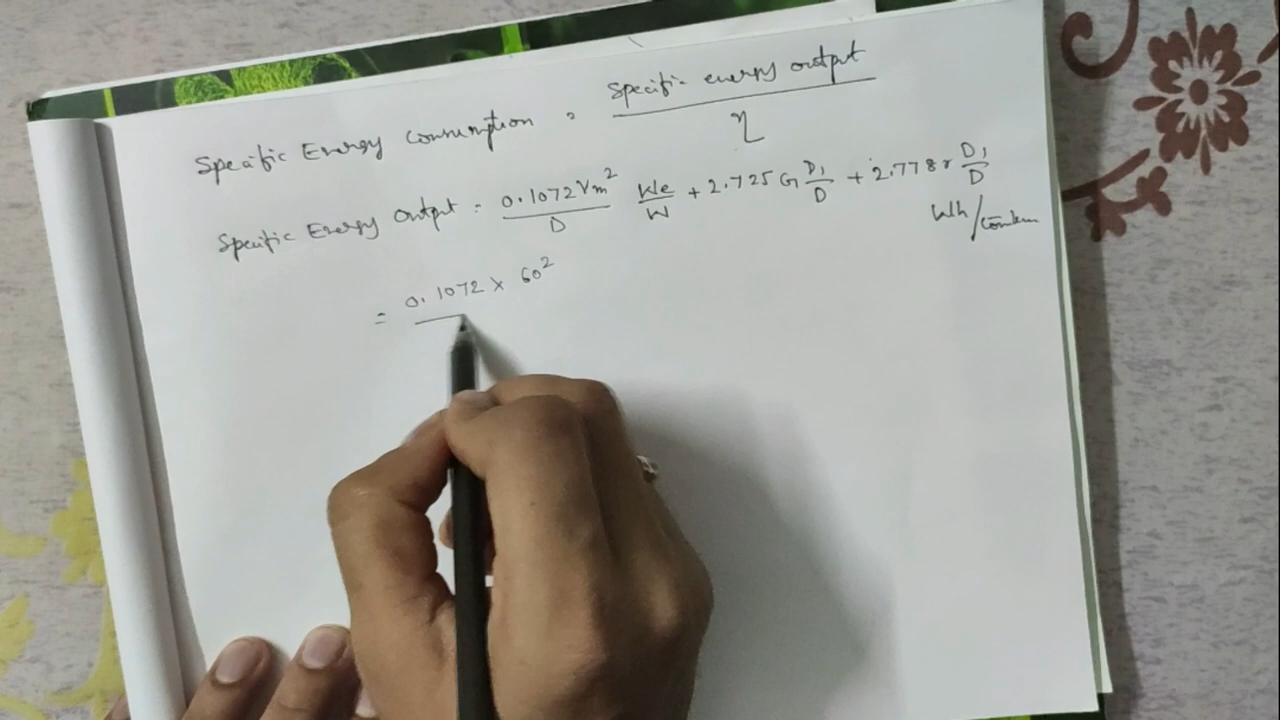 Specific Energy Consumption = Specific energy output / η
Specific Energy Output = 0.1072 Vm² / D We/W + 2.725 G D₁/D + 2.778 r D₁/D
Wh/tonkm
= 0.1072 × 60²